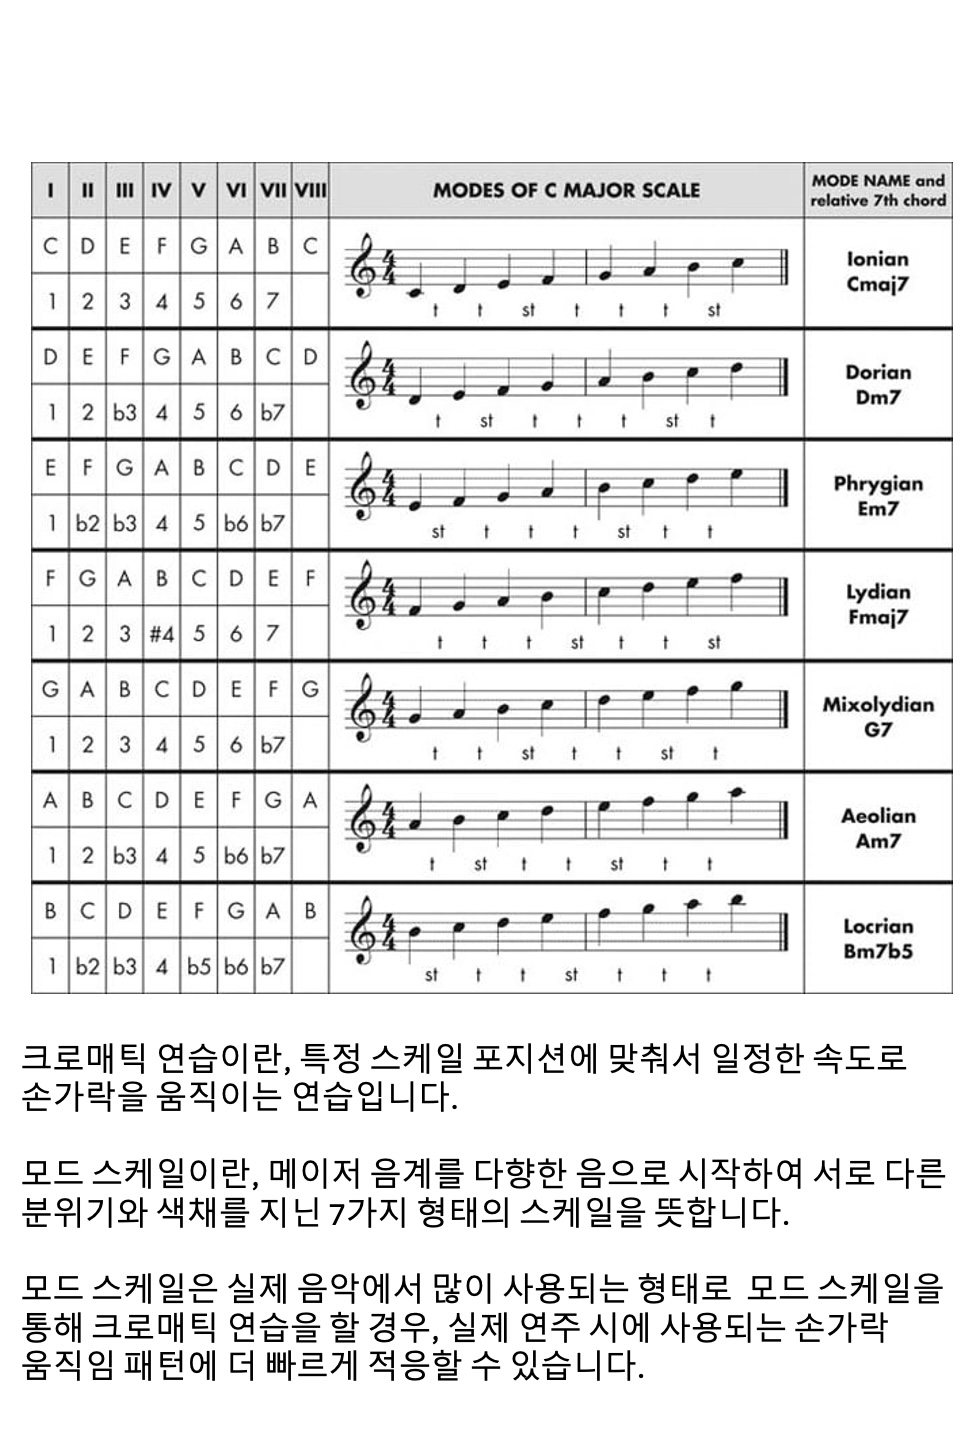 I II III IV V VI VII VIII MODES OF C MAJOR SCALE MODE NAME and
relative 7th chord
C D E F G A B C
1 2 3 4 5 6 7
t t st t t t st
Ionian
Cmaj7
D E F G A B C D
1 2 b3 4 5 6 b7
t st t t t st t
Dorian
Dm7
E F G A B C D E
1 b2 b3 4 5 b6 b7
st t t t st t t
Phrygian
Em7
F G A B C D E F
1 2 3 #4 5 6 7
t t t st t t st
Lydian
Fmaj7
G A B C D E F G
1 2 3 4 5 6 b7
t t st t t st t
Mixolydian
G7
A B C D E F G A
1 2 b3 4 5 b6 b7
t st t t st t t
Aeolian
Am7
B C D E F G A B
1 b2 b3 4 b5 b6 b7
st t t st t t t
Locrian
Bm7b5
크로매틱 연습이란, 특정 스케일 포지션에 맞춰서 일정한 속도로
손가락을 움직이는 연습입니다.
모드 스케일이란, 메이저 음계를 다향한 음으로 시작하여 서로 다른
분위기와 색채를 지닌 7가지 형태의 스케일을 뜻합니다.
모드 스케일은 실제 음악에서 많이 사용되는 형태로 모드 스케일을
통해 크로매틱 연습을 할 경우, 실제 연주 시에 사용되는 손가락
움직임 패턴에 더 빠르게 적응할 수 있습니다.